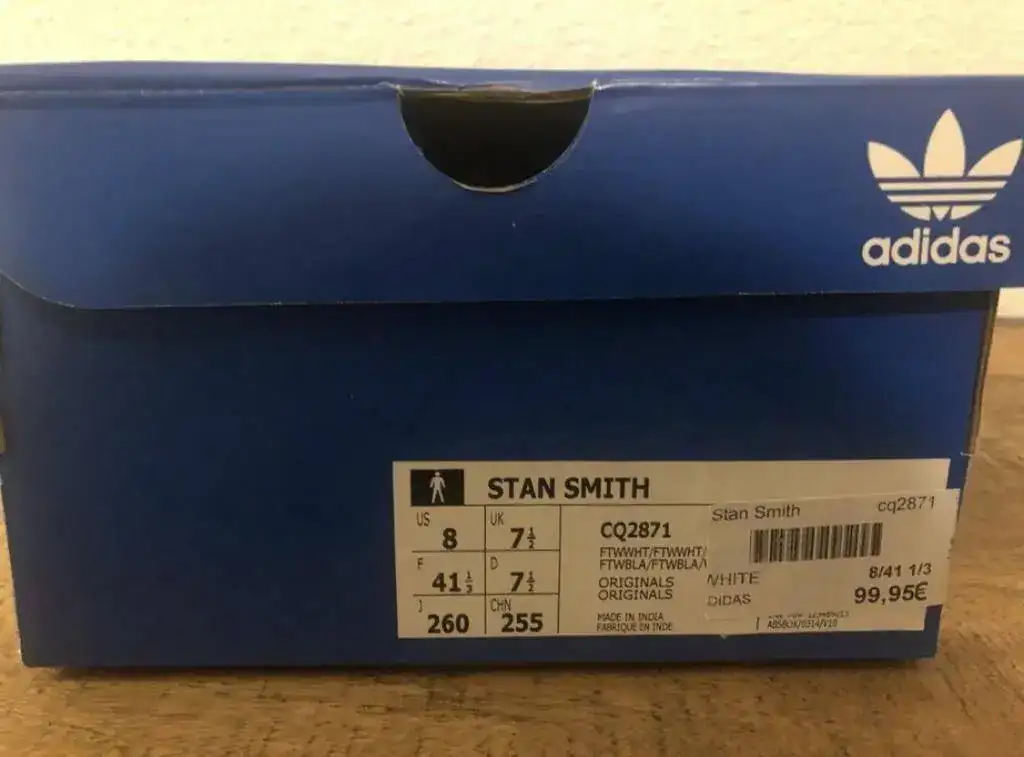 adidas
STAN SMITH
US
8
UK
7½
F
41⅓
D
7½
J
260
CHN
255
CQ2871
FTWWHT/FTWWHT/
FTWBLA/FTWBLA/
ORIGINALS
ORIGINALS
MADE IN INDIA
FABRIQUE EN INDE
Stan Smith cq2871
WHITE 8/41 1/3
DIDAS 99,95€